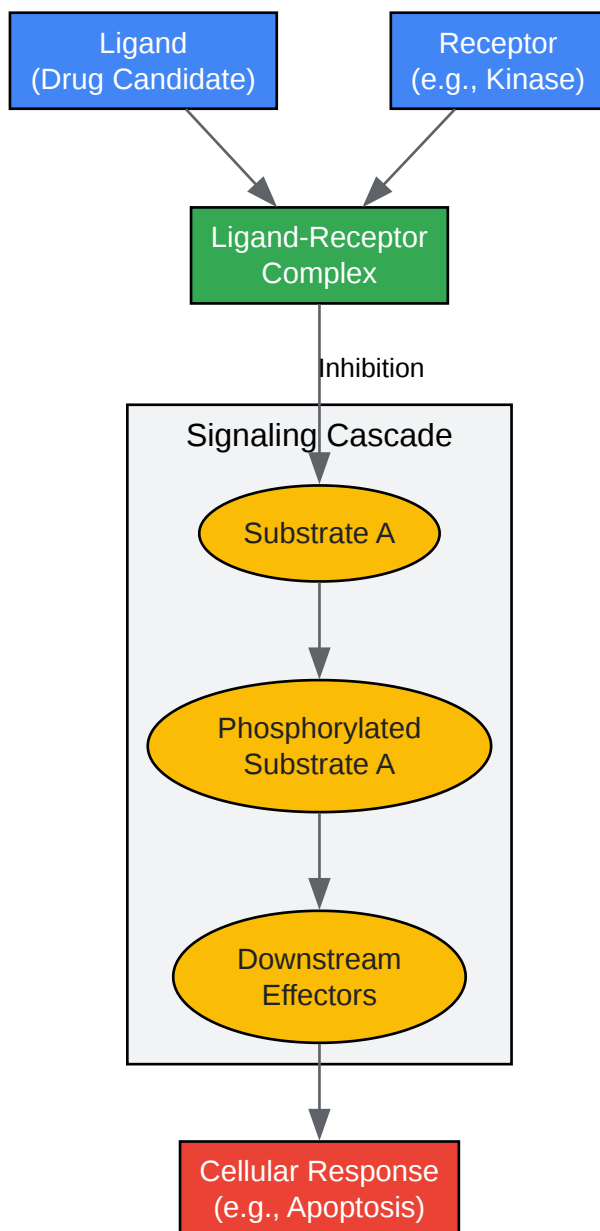 Ligand
(Drug Candidate)
Receptor
(e.g., Kinase)
Ligand-Receptor
Complex
Inhibition
Signaling Cascade
Substrate A
Phosphorylated
Substrate A
Downstream
Effectors
Cellular Response
(e.g., Apoptosis)